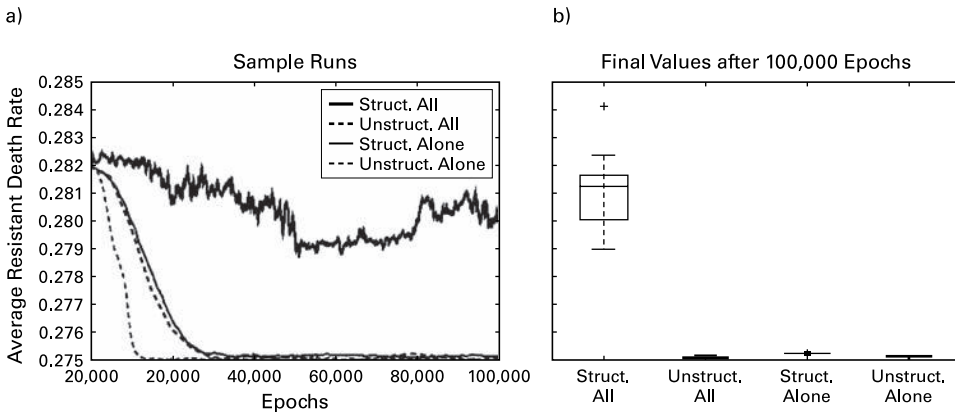 a)
b)
Sample Runs
Average Resistant Death Rate
0.285
0.284
0.283
0.282
0.281
0.280
0.279
0.278
0.277
0.276
0.275
Struct. All
Unstruct. All
Struct. Alone
Unstruct. Alone
20,000
20,000
40,000
60,000
80,000
100,000
Epochs
Final Values after 100,000 Epochs
Struct. All
Unstruct. All
Struct. Alone
Unstruct. Alone